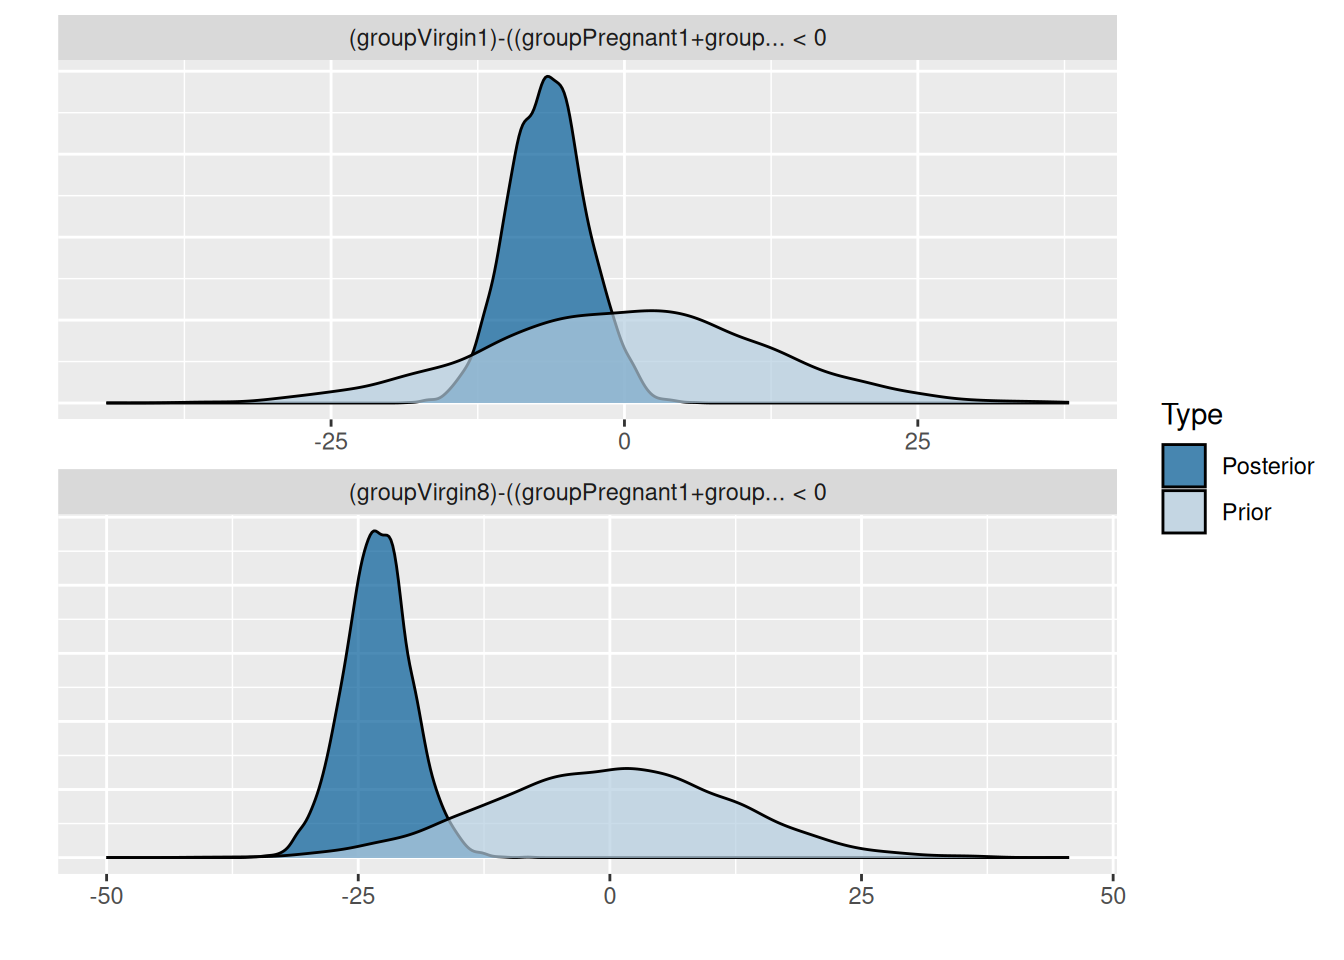 (groupVirgin1)-((groupPregnant1+group... < 0
-25 0 25
(groupVirgin8)-((groupPregnant1+group... < 0
-50 -25 0 25 50
Type
Posterior
Prior